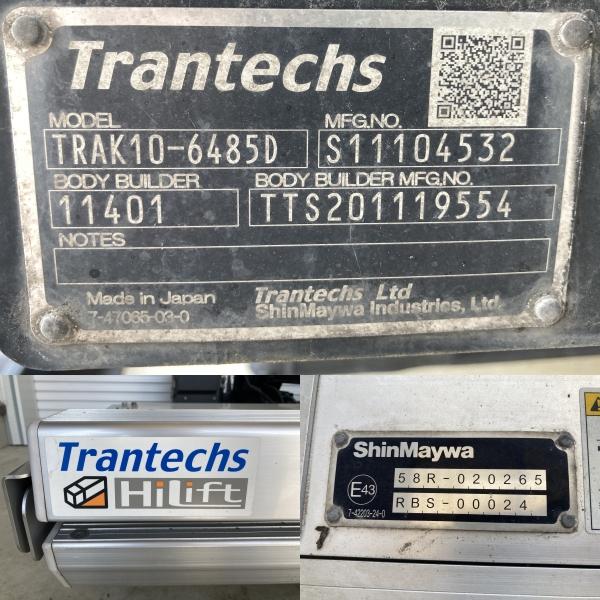 Trantechs
MODEL MFG.NO.
TRAK10-6485D S11104532
BODY BUILDER BODY BUILDER MFG.NO.
11401 TTS201119554
NOTES
Made in Japan Trantechs Ltd
7-47065-03-0 ShinMaywa Industries, Ltd.
Trantechs
HiLift
ShinMaywa
E43 58R-020265
RBS-00024
7-42203-24-0